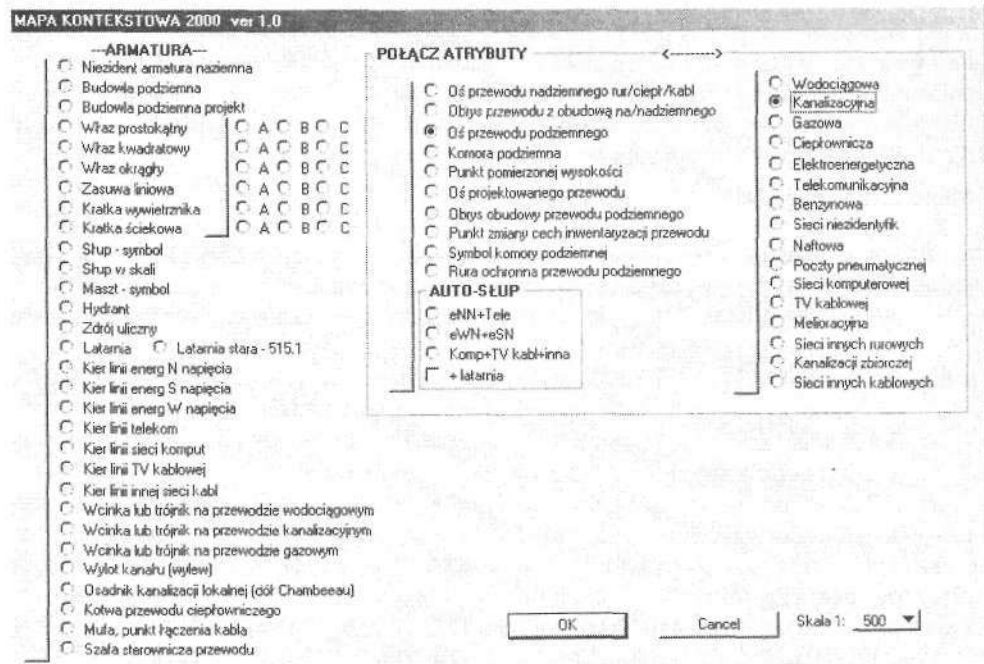 MAPA KONTEKSTOWA 2000 ver 1.0
---ARMATURA---
Niezident armatura naziemna
Budowla podziemna
Budowla podziemna projekt
Właz prostokątny A B C
Właz kwadratowy A B C
Właz okrągły A B C
Zasuwa liniowa A B C
Kratka wywietrznika A B C
Kratka ściekowa A B C
Słup - symbol
Słup w skali
Maszt - symbol
Hydrant
Zdrój uliczny
Latarnia Latarnia stara - 515.1
Kier linii energ N napięcia
Kier linii energ S napięcia
Kier linii energ W napięcia
Kier linii telekom
Kier linii sieci komput
Kier linii TV kablowej
Kier linii innej sieci kabl
Wcinka lub trójnik na przewodzie wodociągowym
Wcinka lub trójnik na przewodzie kanalizacyjnym
Wcinka lub trójnik na przewodzie gazowym
Wylot kanału (wylew)
Osadnik kanalizacji lokalnej (dół Chambeeau)
Kotwa przewodu ciepłowniczego
Mufa, punkt łączenia kabla
Szafa sterownicza przewodu
POŁĄCZ ATRYBUTY <-------->
Oś przewodu nadziemnego rur/ciepł/kabl
Obrys przewodu z obudową na/nadziemnego
Oś przewodu podziemnego
Komora podziemna
Punkt pomierzonej wysokości
Oś projektowanego przewodu
Obrys obudowy przewodu podziemnego
Punkt zmiany cech inwentaryzacji przewodu
Symbol komory podziemnej
Rura ochronna przewodu podziemnego
AUTO-SŁUP
eNN+Tele
eWN+eSN
Komp+TV kabl+inna
+ latarnia
Wodociągowa
Kanalizacyjna
Gazowa
Ciepłownicza
Elektroenergetyczna
Telekomunikacyjna
Benzynowa
Sieci niezidentyfik
Naftowa
Poczty pneumatycznej
Sieci komputerowej
TV kablowej
Melioracyjna
Sieci innych rurowych
Kanalizacji zbiorczej
Sieci innych kablowych
OK
Cancel
Skala 1: 500